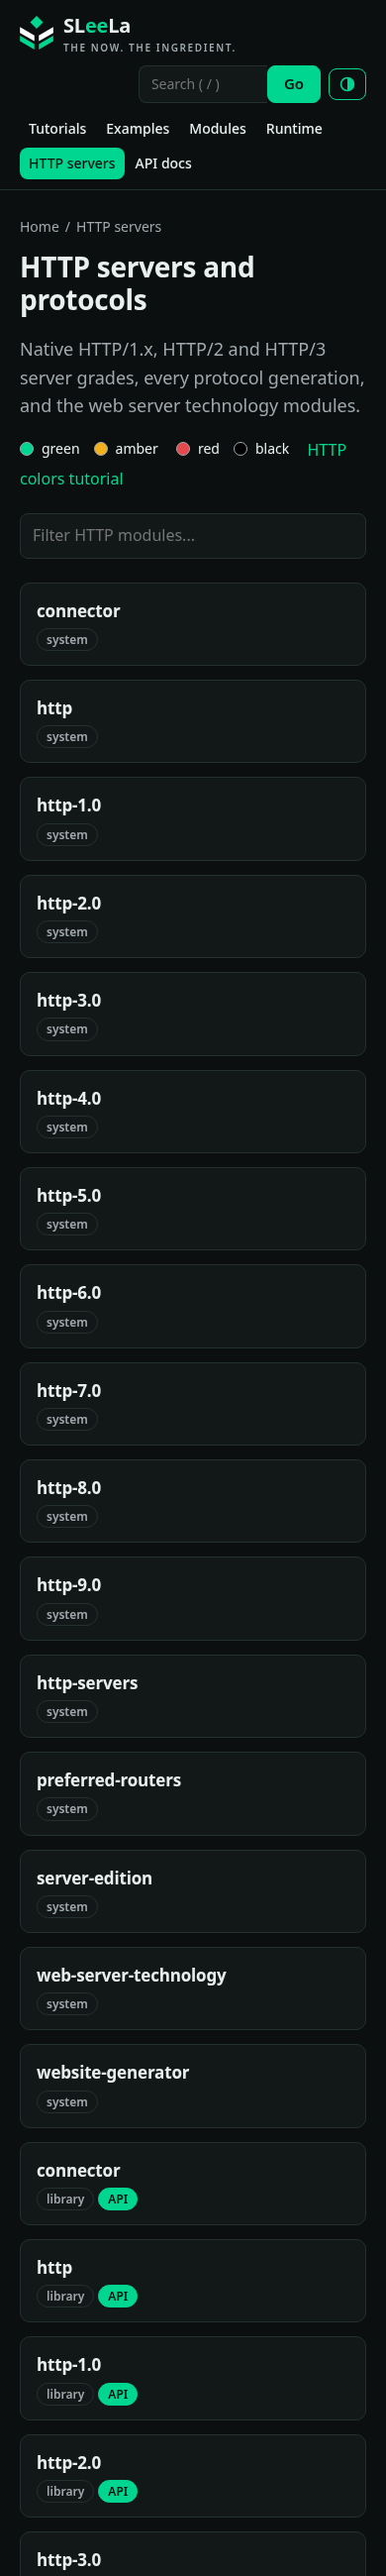 SLeeLa
THE NOW. THE INGREDIENT.
Search ( / )
Go
Tutorials Examples Modules Runtime
HTTP servers API docs
Home / HTTP servers
HTTP servers and
protocols
Native HTTP/1.x, HTTP/2 and HTTP/3
server grades, every protocol generation,
and the web server technology modules.
green amber red black HTTP
colors tutorial
Filter HTTP modules...
connector
system
http
system
http-1.0
system
http-2.0
system
http-3.0
system
http-4.0
system
http-5.0
system
http-6.0
system
http-7.0
system
http-8.0
system
http-9.0
system
http-servers
system
preferred-routers
system
server-edition
system
web-server-technology
system
website-generator
system
connector
library API
http
library API
http-1.0
library API
http-2.0
library API
http-3.0